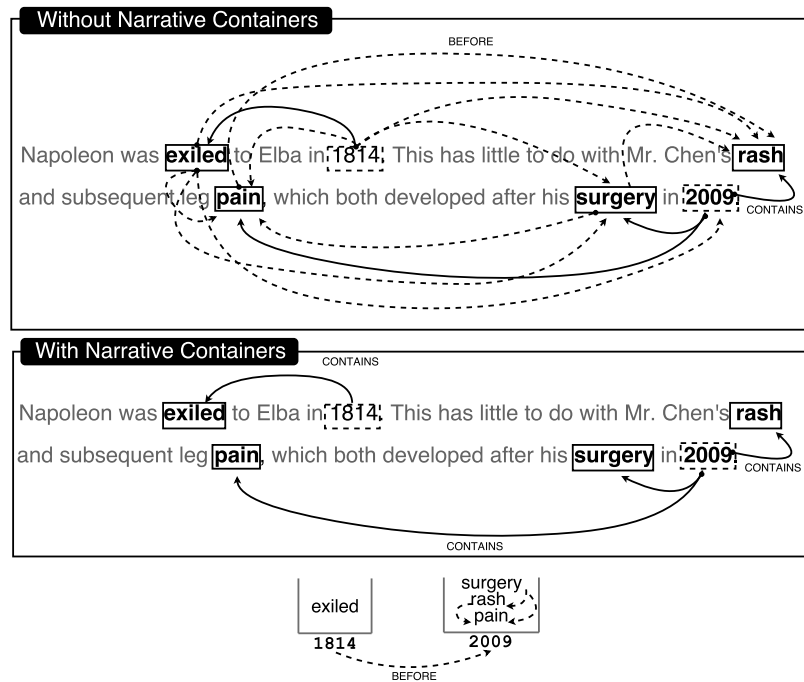 Without Narrative Containers
BEFORE
Napoleon was exiled to Elba in 1814. This has little to do with Mr. Chen's rash
and subsequent leg pain, which both developed after his surgery in 2009.
CONTAINS
With Narrative Containers
CONTAINS
Napoleon was exiled to Elba in 1814. This has little to do with Mr. Chen's rash
and subsequent leg pain, which both developed after his surgery in 2009.
CONTAINS
CONTAINS
exiled
1814
surgery
rash
pain
2009
BEFORE